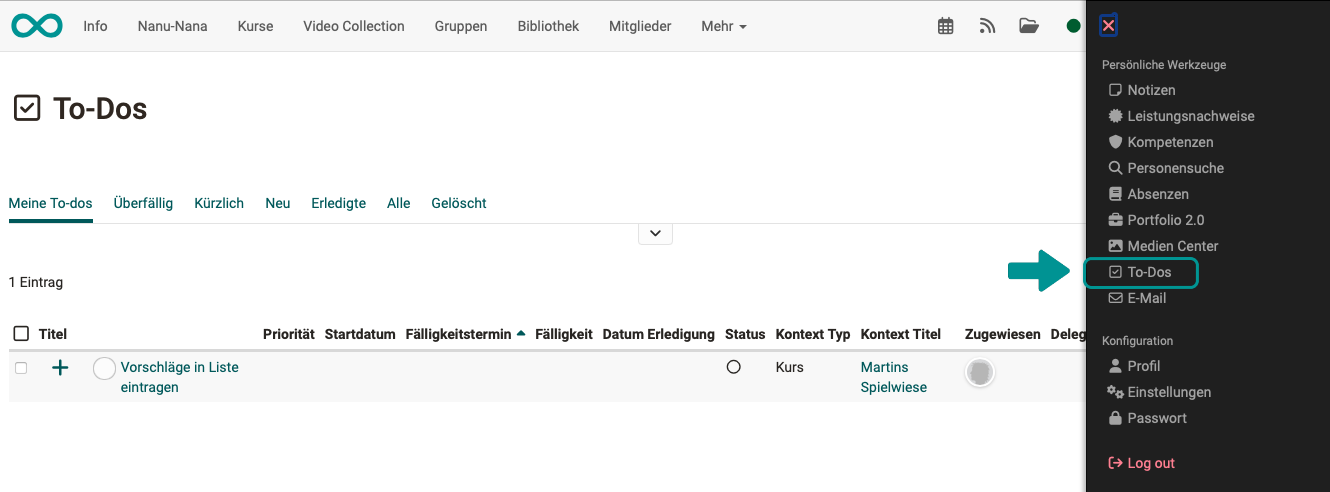 Info Nanu-Nana Kurse Video Collection Gruppen Bibliothek Mitglieder Mehr
To-Dos
Meine To-dos Überfällig Kürzlich Neu Erledigte Alle Gelöscht
1 Eintrag
Titel Priorität Startdatum Fälligkeitstermin Fälligkeit Datum Erledigung Status Kontext Typ Kontext Titel Zugewiesen Deleg
Vorschläge in Liste Kurs Martins
eintragen Spielwiese
Persönliche Werkzeuge
Notizen
Leistungsnachweise
Kompetenzen
Personensuche
Absenzen
Portfolio 2.0
Medien Center
To-Dos
E-Mail
Konfiguration
Profil
Einstellungen
Passwort
Log out